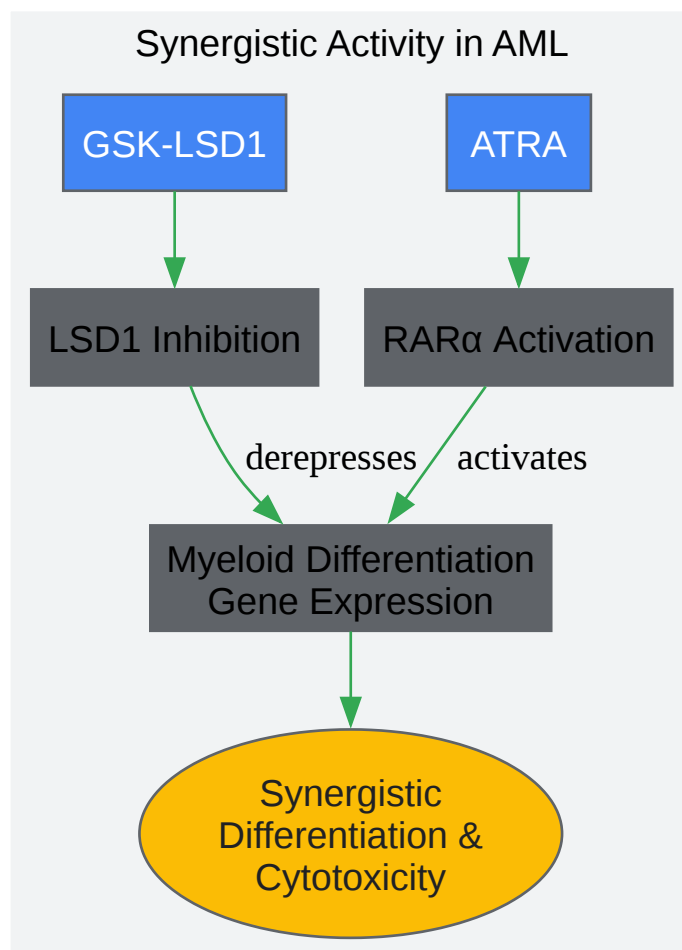 Synergistic Activity in AML
GSK-LSD1
ATRA
LSD1 Inhibition
RARα Activation
derepresses
activates
Myeloid Differentiation
Gene Expression
Synergistic
Differentiation &
Cytotoxicity